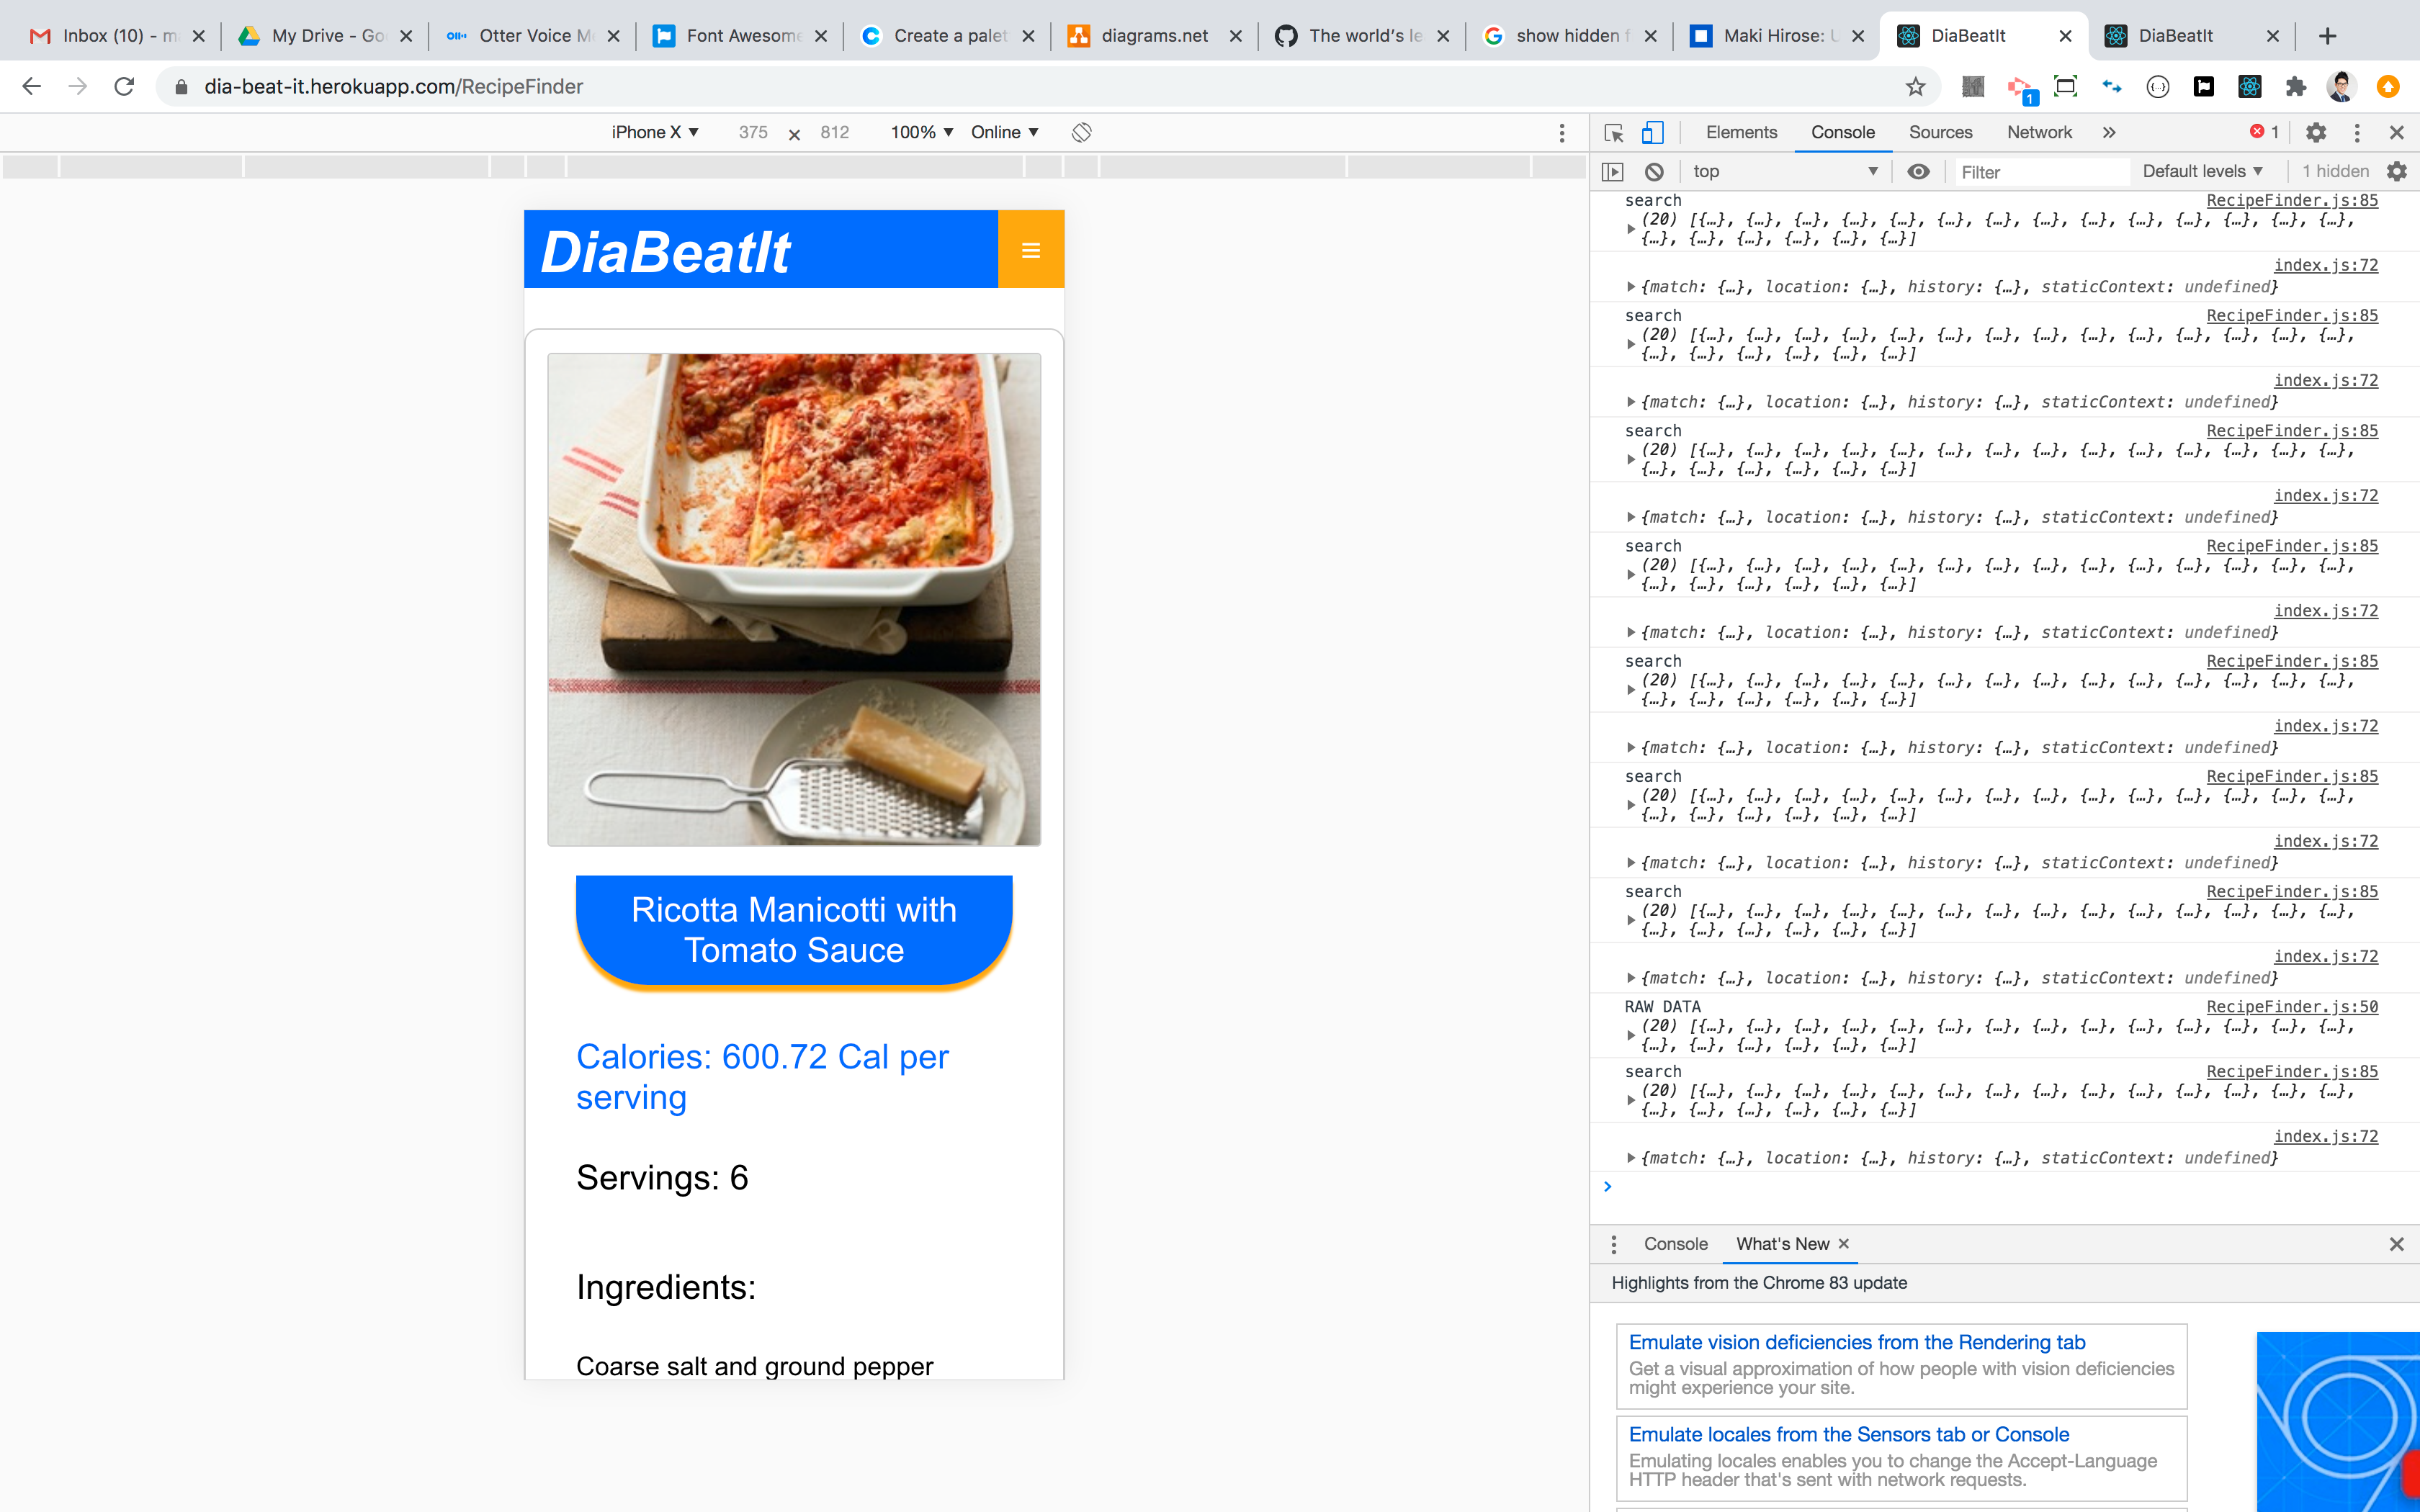 Inbox (10) - m
My Drive - Go
Otter Voice M
Font Awesome
Create a palet
diagrams.net
The world's le
show hidden f
Maki Hirose: U
DiaBeatIt
DiaBeatIt
dia-beat-it.herokuapp.com/RecipeFinder
1
iPhone X ▼ 375 x 812 100% ▼ Online ▼
Elements Console Sources Network » 1
top ▼ Filter Default levels ▼ 1 hidden
DiaBeatIt
Ricotta Manicotti with
Tomato Sauce
Calories: 600.72 Cal per
serving
Servings: 6
Ingredients:
Coarse salt and ground pepper
search RecipeFinder.js:85
(20) [{…}, {…}, {…}, {…}, {…}, {…}, {…}, {…}, {…}, {…}, {…}, {…}, {…}, {…},
{…}, {…}, {…}, {…}, {…}, {…}]
index.js:72
{match: {…}, location: {…}, history: {…}, staticContext: undefined}
search RecipeFinder.js:85
(20) [{…}, {…}, {…}, {…}, {…}, {…}, {…}, {…}, {…}, {…}, {…}, {…}, {…}, {…},
{…}, {…}, {…}, {…}, {…}, {…}]
index.js:72
{match: {…}, location: {…}, history: {…}, staticContext: undefined}
search RecipeFinder.js:85
(20) [{…}, {…}, {…}, {…}, {…}, {…}, {…}, {…}, {…}, {…}, {…}, {…}, {…}, {…},
{…}, {…}, {…}, {…}, {…}, {…}]
index.js:72
{match: {…}, location: {…}, history: {…}, staticContext: undefined}
search RecipeFinder.js:85
(20) [{…}, {…}, {…}, {…}, {…}, {…}, {…}, {…}, {…}, {…}, {…}, {…}, {…}, {…},
{…}, {…}, {…}, {…}, {…}, {…}]
index.js:72
{match: {…}, location: {…}, history: {…}, staticContext: undefined}
search RecipeFinder.js:85
(20) [{…}, {…}, {…}, {…}, {…}, {…}, {…}, {…}, {…}, {…}, {…}, {…}, {…}, {…},
{…}, {…}, {…}, {…}, {…}, {…}]
index.js:72
{match: {…}, location: {…}, history: {…}, staticContext: undefined}
search RecipeFinder.js:85
(20) [{…}, {…}, {…}, {…}, {…}, {…}, {…}, {…}, {…}, {…}, {…}, {…}, {…}, {…},
{…}, {…}, {…}, {…}, {…}, {…}]
index.js:72
{match: {…}, location: {…}, history: {…}, staticContext: undefined}
search RecipeFinder.js:85
(20) [{…}, {…}, {…}, {…}, {…}, {…}, {…}, {…}, {…}, {…}, {…}, {…}, {…}, {…},
{…}, {…}, {…}, {…}, {…}, {…}]
index.js:72
{match: {…}, location: {…}, history: {…}, staticContext: undefined}
RAW DATA RecipeFinder.js:50
(20) [{…}, {…}, {…}, {…}, {…}, {…}, {…}, {…}, {…}, {…}, {…}, {…}, {…}, {…},
{…}, {…}, {…}, {…}, {…}, {…}]
search RecipeFinder.js:85
(20) [{…}, {…}, {…}, {…}, {…}, {…}, {…}, {…}, {…}, {…}, {…}, {…}, {…}, {…},
{…}, {…}, {…}, {…}, {…}, {…}]
index.js:72
{match: {…}, location: {…}, history: {…}, staticContext: undefined}
Console What's New
Highlights from the Chrome 83 update
Emulate vision deficiencies from the Rendering tab
Get a visual approximation of how people with vision deficiencies
might experience your site.
Emulate locales from the Sensors tab or Console
Emulating locales enables you to change the Accept-Language
HTTP header that's sent with network requests.